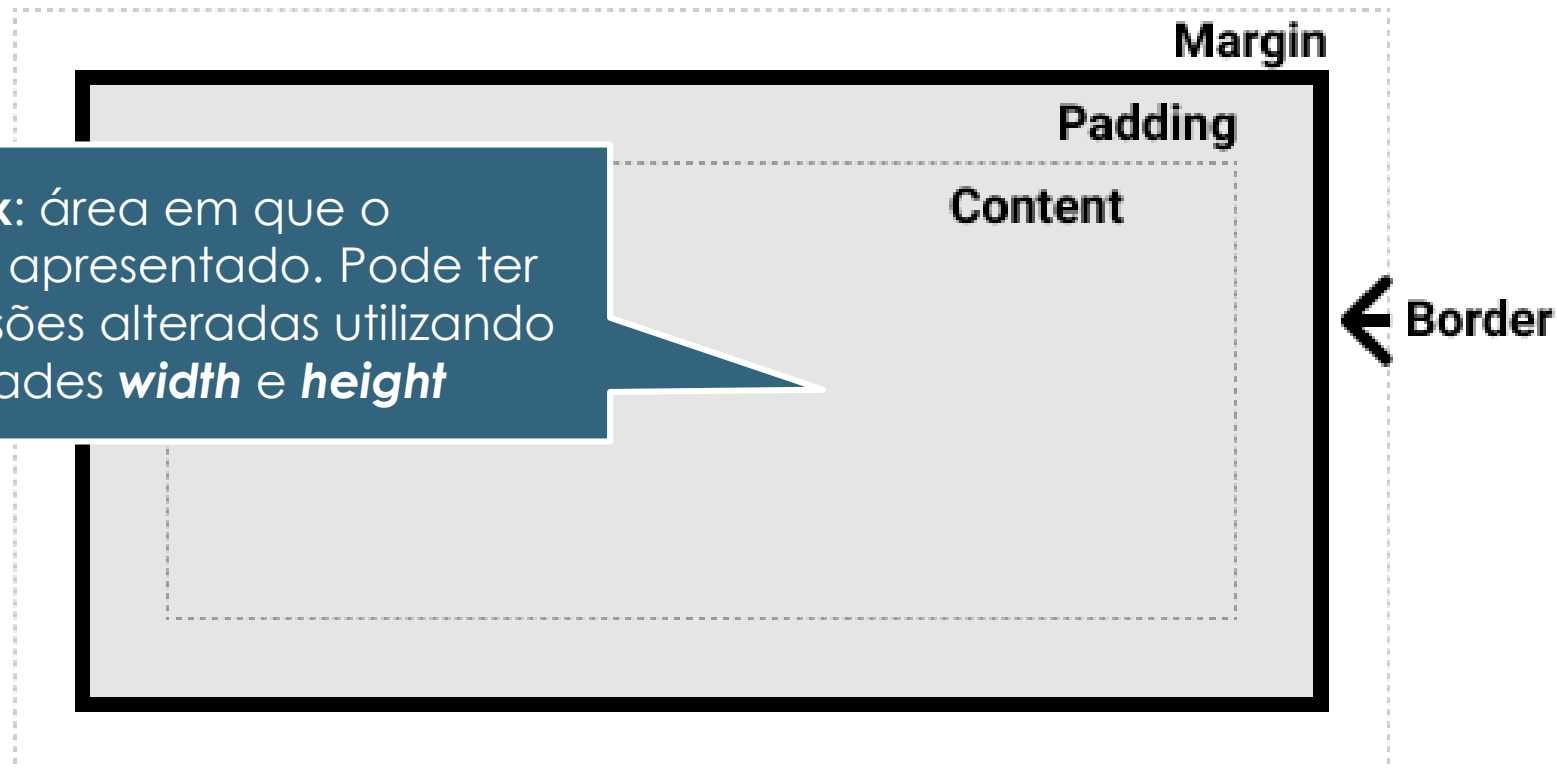 Margin
Padding
Content
x: área em que o
apresentado. Pode ter
sões alteradas utilizando
ades width e height
Border